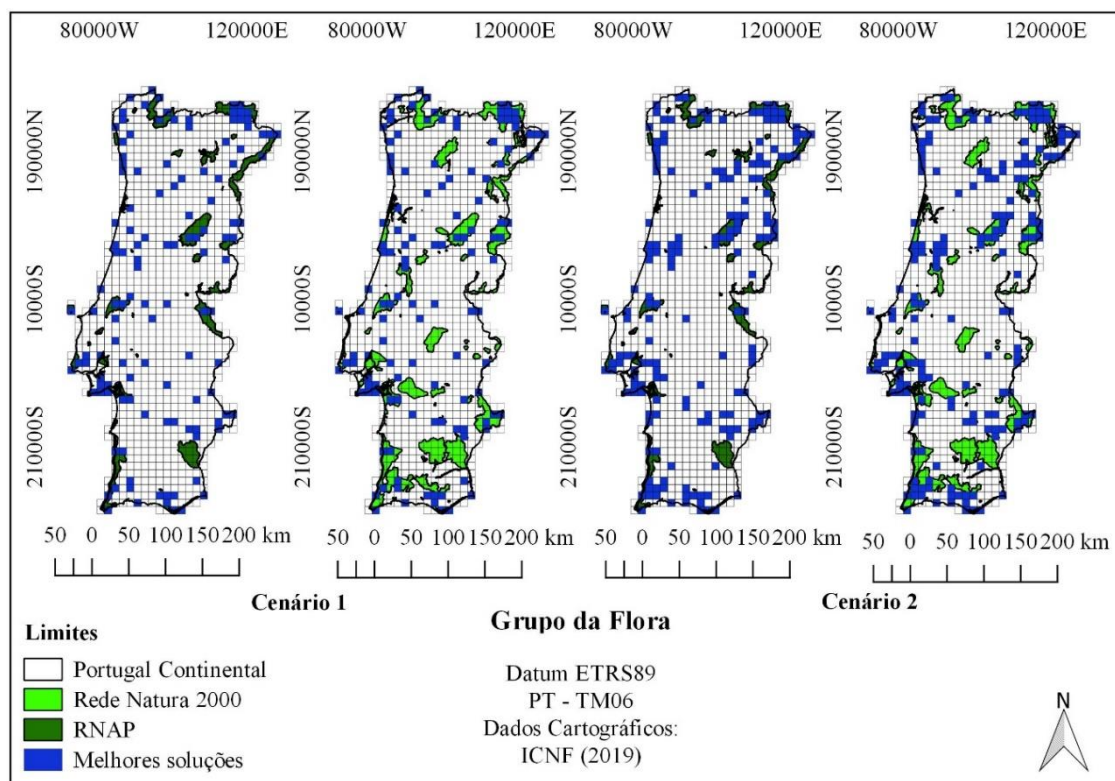 80000W 120000E 80000W 120000E 80000W 120000E 80000W 120000E
190000N 190000N 190000N 190000N
10000S 10000S 10000S 10000S
210000S 210000S 210000S 210000S
50 0 50 100 150 200 km 50 0 50 100 150 200 km 50 0 50 100 150 200 km 50 0 50 100 150 200 km
Cenário 1 Cenário 2
Grupo da Flora
Limites
Portugal Continental
Rede Natura 2000
RNAP
Melhores soluções
Datum ETRS89
PT - TM06
Dados Cartográficos:
ICNF (2019)
N